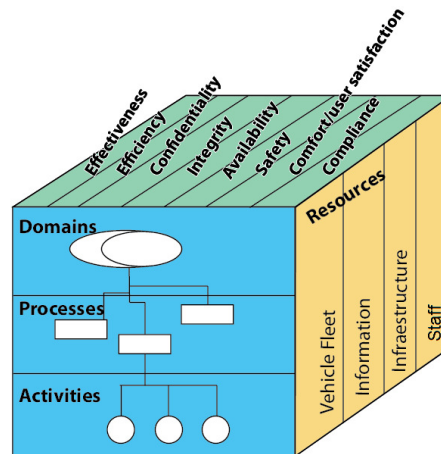 Effectiveness
Efficiency
Confidentiality
Integrity
Availability
Safety
Comfort/user satisfaction
Compliance
Resources
Domains
Processes
Activities
Vehicle Fleet
Information
Infraestructure
Staff